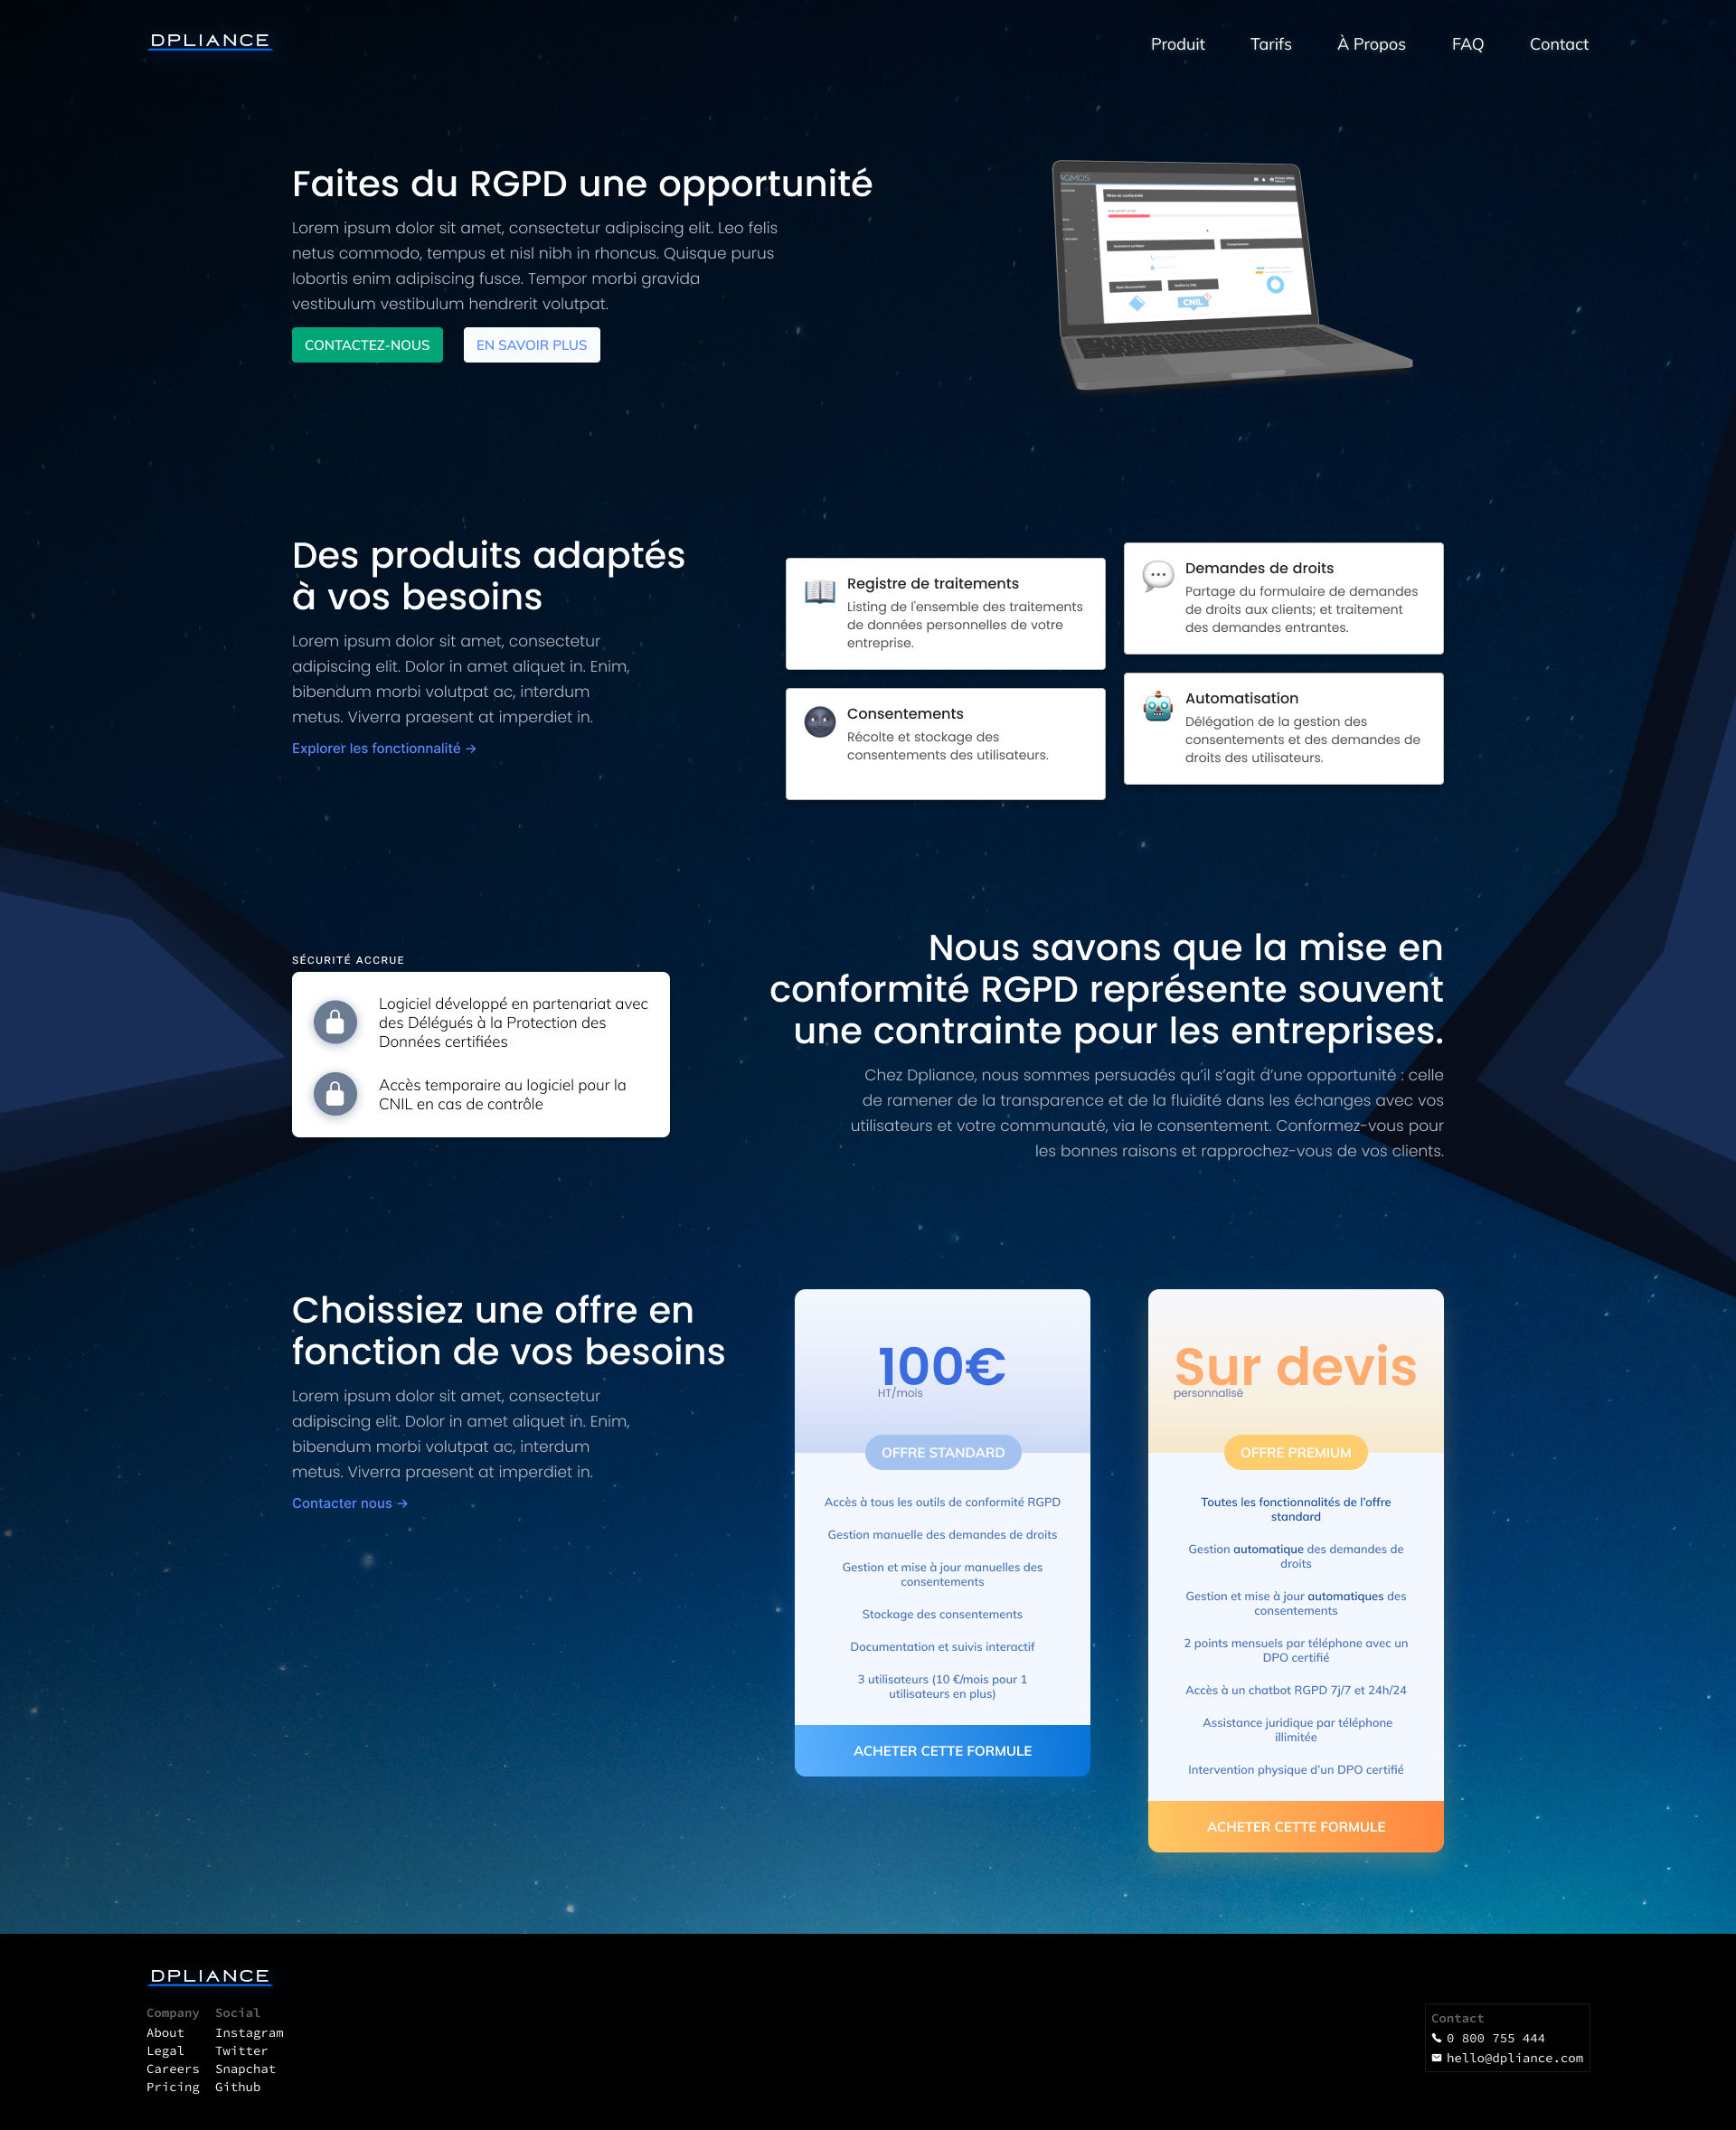 DPLIANCE
Produit
Tarifs
À Propos
FAQ
Contact
Faites du RGPD une opportunité
Lorem ipsum dolor sit amet, consectetur adipiscing elit. Leo felis
netus commodo, tempus et nisl nibh in rhoncus. Quisque purus
lobortis enim adipiscing fusce. Tempor morbi gravida
vestibulum vestibulum hendrerit volutpat.
CONTACTEZ-NOUS
EN SAVOIR PLUS
AGMOS
Mise en conformité
Assistant juridique
Consentements
CNIL
Des produits adaptés
à vos besoins
Lorem ipsum dolor sit amet, consectetur
adipiscing elit. Dolor in amet aliquet in. Enim,
bibendum morbi volutpat ac, interdum
metus. Viverra praesent at imperdiet in.
Explorer les fonctionnalité →
Registre de traitements
Listing de l'ensemble des traitements
de données personnelles de votre
entreprise.
Demandes de droits
Partage du formulaire de demandes
de droits aux clients; et traitement
des demandes entrantes.
Consentements
Récolte et stockage des
consentements des utilisateurs.
Automatisation
Délégation de la gestion des
consentements et des demandes de
droits des utilisateurs.
SÉCURITÉ ACCRUE
Logiciel développé en partenariat avec
des Délégués à la Protection des
Données certifiées
Accès temporaire au logiciel pour la
CNIL en cas de contrôle
Nous savons que la mise en
conformité RGPD représente souvent
une contrainte pour les entreprises.
Chez Dpliance, nous sommes persuadés qu’il s’agit d’une opportunité : celle
de ramener de la transparence et de la fluidité dans les échanges avec vos
utilisateurs et votre communauté, via le consentement. Conformez-vous pour
les bonnes raisons et rapprochez-vous de vos clients.
Choissiez une offre en
fonction de vos besoins
Lorem ipsum dolor sit amet, consectetur
adipiscing elit. Dolor in amet aliquet in. Enim,
bibendum morbi volutpat ac, interdum
metus. Viverra praesent at imperdiet in.
Contacter nous →
100€
HT/mois
OFFRE STANDARD
Accès à tous les outils de conformité RGPD
Gestion manuelle des demandes de droits
Gestion et mise à jour manuelles des
consentements
Stockage des consentements
Documentation et suivis interactif
3 utilisateurs (10 €/mois pour 1
utilisateurs en plus)
ACHETER CETTE FORMULE
Sur devis
personnalisé
OFFRE PREMIUM
Toutes les fonctionnalités de l’offre
standard
Gestion automatique des demandes de
droits
Gestion et mise à jour automatiques des
consentements
2 points mensuels par téléphone avec un
DPO certifié
Accès à un chatbot RGPD 7j/7 et 24h/24
Assistance juridique par téléphone
illimitée
Intervention physique d’un DPO certifié
ACHETER CETTE FORMULE
DPLIANCE
Company
About
Legal
Careers
Pricing
Social
Instagram
Twitter
Snapchat
Github
Contact
0 800 755 444
hello@dpliance.com